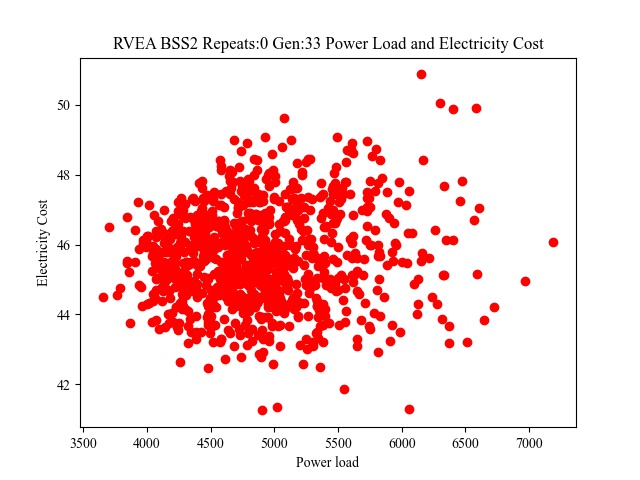 RVEA BSS2 Repeats:0 Gen:33 Power Load and Electricity Cost
Electricity Cost
50
48
46
44
42
3500 4000 4500 5000 5500 6000 6500 7000
Power load